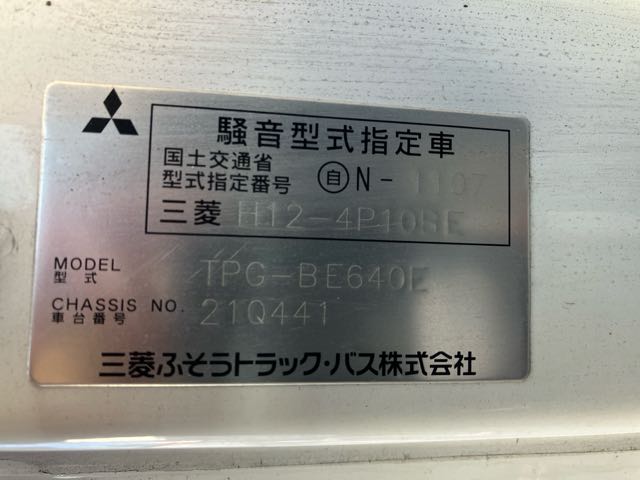 騒音型式指定車
国土交通省
型式指定番号 自N- 1107
三菱 H12-4P10BE
MODEL
型式 TPG-BE640E
CHASSIS NO.
車台番号 21Q441
三菱ふそうトラック・バス株式会社